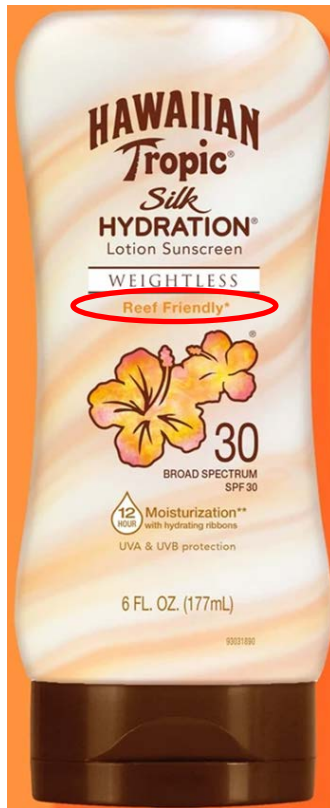 HAWAIIAN
Tropic®
Silk
HYDRATION®
Lotion Sunscreen
WEIGHTLESS
Reef Friendly*
®
30
BROAD SPECTRUM
SPF 30
12
HOUR
Moisturization**
with hydrating ribbons
UVA & UVB protection
6 FL. OZ. (177mL)
93031890